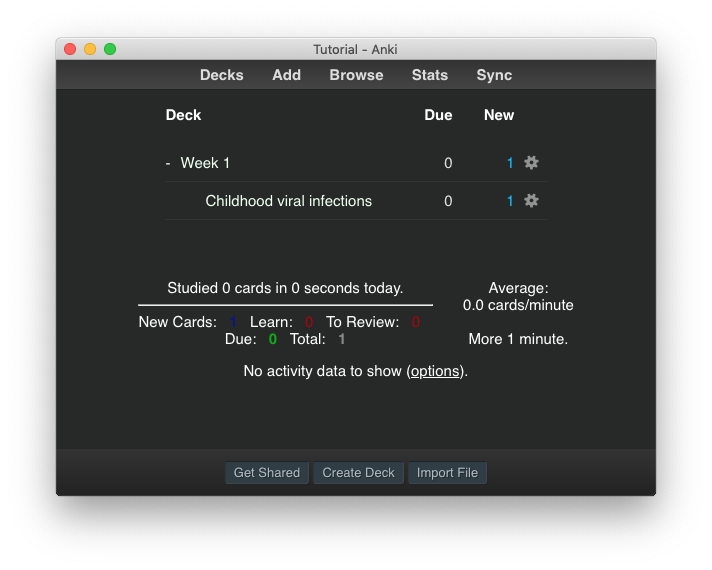 Tutorial - Anki
Decks Add Browse Stats Sync
Deck Due New
- Week 1 0 1
Childhood viral infections 0 1
Studied 0 cards in 0 seconds today.
New Cards: 1 Learn: 0 To Review: 0
Due: 0 Total: 1
Average:
0.0 cards/minute
More 1 minute.
No activity data to show (options).
Get Shared Create Deck Import File